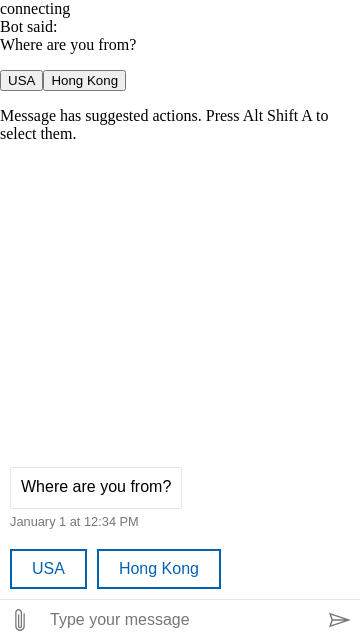 connecting
Bot said:
Where are you from?
USA Hong Kong
Message has suggested actions. Press Alt Shift A to
select them.
Where are you from?
January 1 at 12:34 PM
USA Hong Kong
Type your message